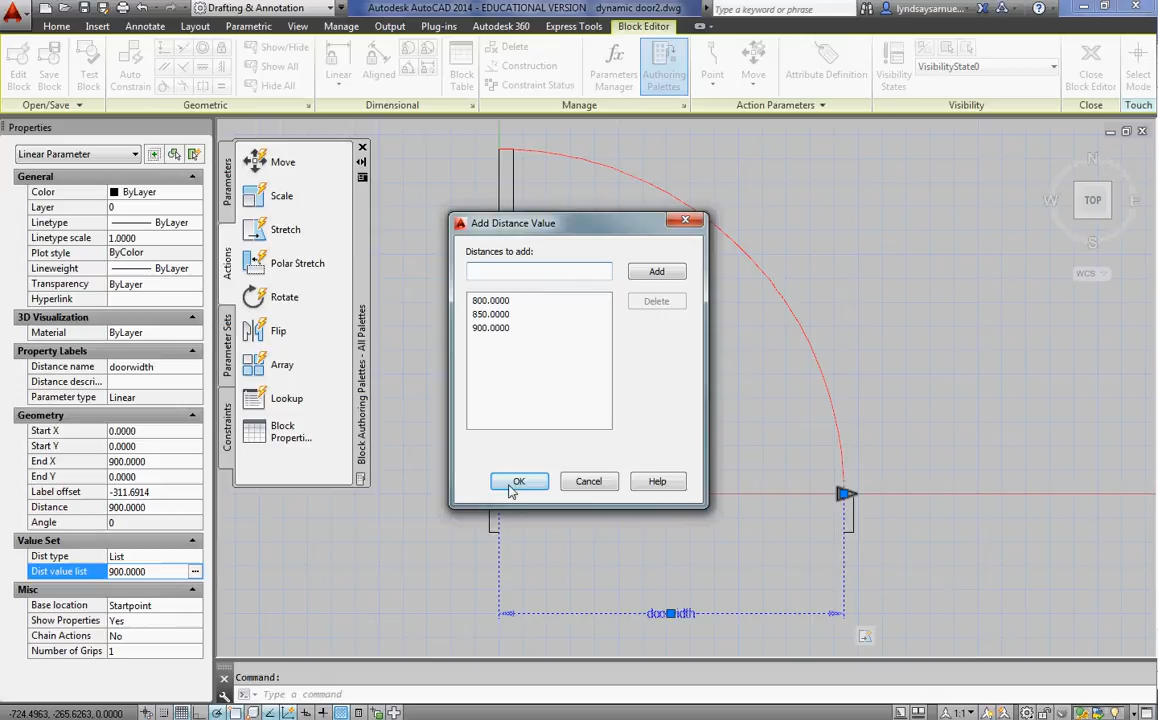 Drafting & Annotation
Autodesk AutoCAD 2014 - EDUCATIONAL VERSION dynamic door2.dwg
Type a keyword or phrase
lyndsaysamue...
Home Insert Annotate Layout Parametric View Manage Output Plug-ins Autodesk 360 Express Tools Block Editor
Edit Block
Save Block
Test Block
Auto Constrain
Show/Hide
Show All
Hide All
Linear
Aligned
Delete
Construction
Constraint Status
Block Table
Parameters Manager
Authoring Palettes
Point
Move
Attribute Definition
Visibility States
VisibilityState0
Close Block Editor
Select Mode
Open/Save Geometric Dimensional Manage Action Parameters Visibility Close Touch
Properties
Linear Parameter
General
Color ByLayer
Layer 0
Linetype ByLayer
Linetype scale 1.0000
Plot style ByColor
Lineweight ByLayer
Transparency ByLayer
Hyperlink
3D Visualization
Material ByLayer
Property Labels
Distance name doorwidth
Distance descri...
Parameter type Linear
Geometry
Start X 0.0000
Start Y 0.0000
End X 900.0000
End Y 0.0000
Label offset -311.6914
Distance 900.0000
Angle 0
Value Set
Dist type List
Dist value list 900.0000 ...
Misc
Base location Startpoint
Show Properties Yes
Chain Actions No
Number of Grips 1
Parameters
Actions
Parameter Sets
Constraints
Move
Scale
Stretch
Polar Stretch
Rotate
Flip
Array
Lookup
Block
Properti...
Block Authoring Palettes - All Palettes
Add Distance Value
Distances to add:
Add
800.0000
850.0000
900.0000
Delete
OK Cancel Help
N
W TOP E
S
WCS
Command:
Type a command
-724.4963, -265.6263, 0.0000
1:1